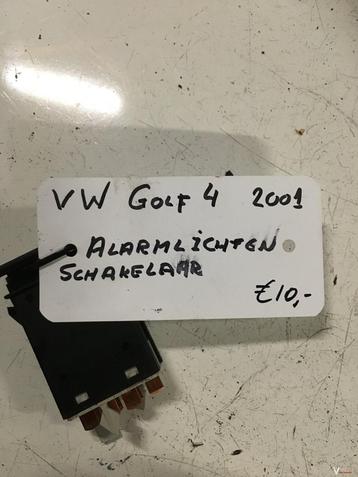 VW GOLF 4 2001
ALARMLICHTEN
SCHAKELAAR
€10,-